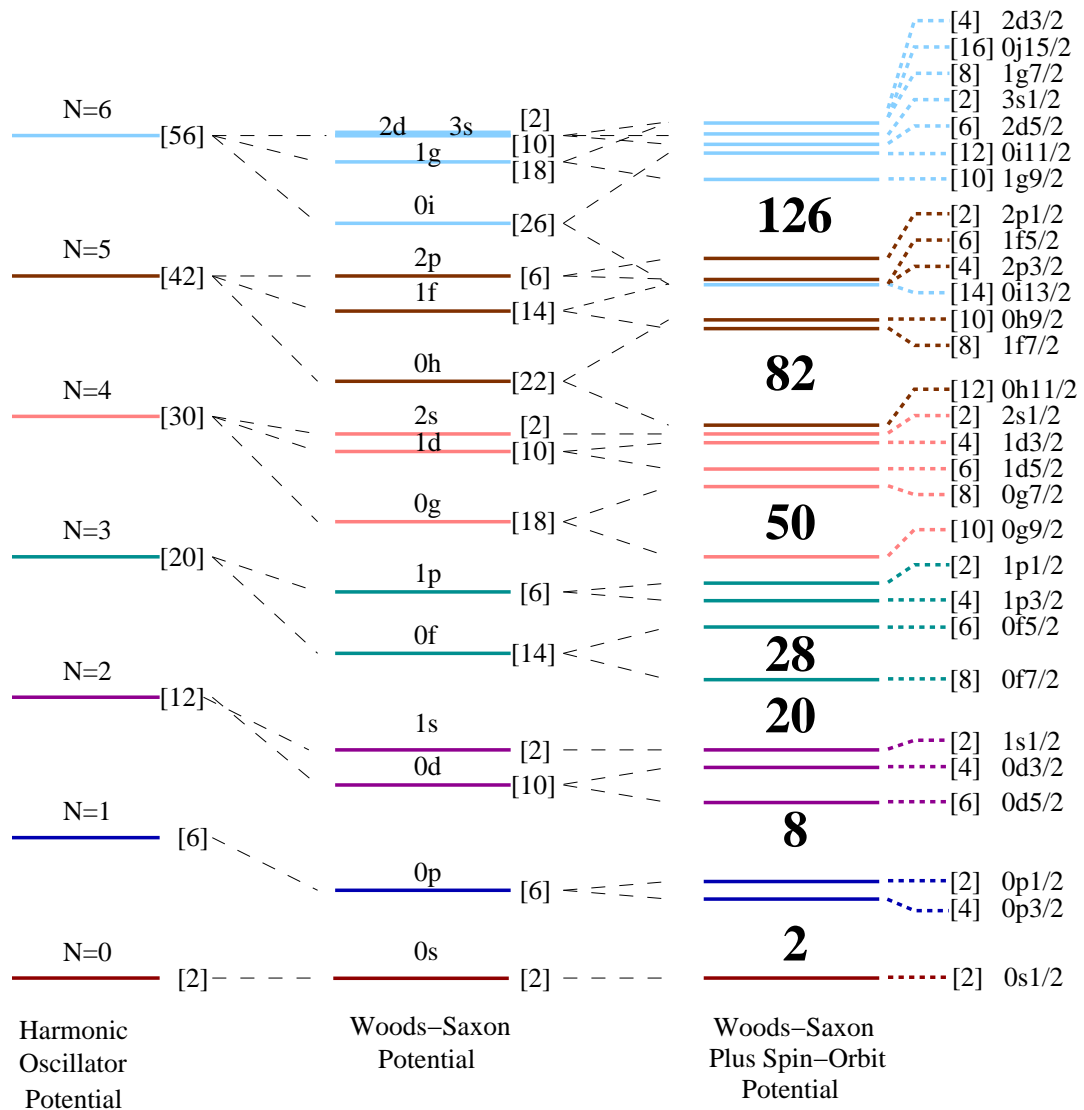 N=6
[56]
N=5
[42]
N=4
[30]
N=3
[20]
N=2
[12]
N=1
[6]
N=0
[2]
Harmonic
Oscillator
Potential
2d 3s
[2]
[10]
1g
[18]
0i
[26]
2p
[6]
1f
[14]
0h
[22]
2s
[2]
1d
[10]
0g
[18]
1p
[6]
0f
[14]
1s
[2]
0d
[10]
0p
[6]
0s
[2]
Woods−Saxon
Potential
126
82
50
28
20
8
2
Woods−Saxon
Plus Spin−Orbit
Potential
[4] 2d3/2
[16] 0j15/2
[8] 1g7/2
[2] 3s1/2
[6] 2d5/2
[12] 0i11/2
[10] 1g9/2
[2] 2p1/2
[6] 1f5/2
[4] 2p3/2
[14] 0i13/2
[10] 0h9/2
[8] 1f7/2
[12] 0h11/2
[2] 2s1/2
[4] 1d3/2
[6] 1d5/2
[8] 0g7/2
[10] 0g9/2
[2] 1p1/2
[4] 1p3/2
[6] 0f5/2
[8] 0f7/2
[2] 1s1/2
[4] 0d3/2
[6] 0d5/2
[2] 0p1/2
[4] 0p3/2
[2] 0s1/2